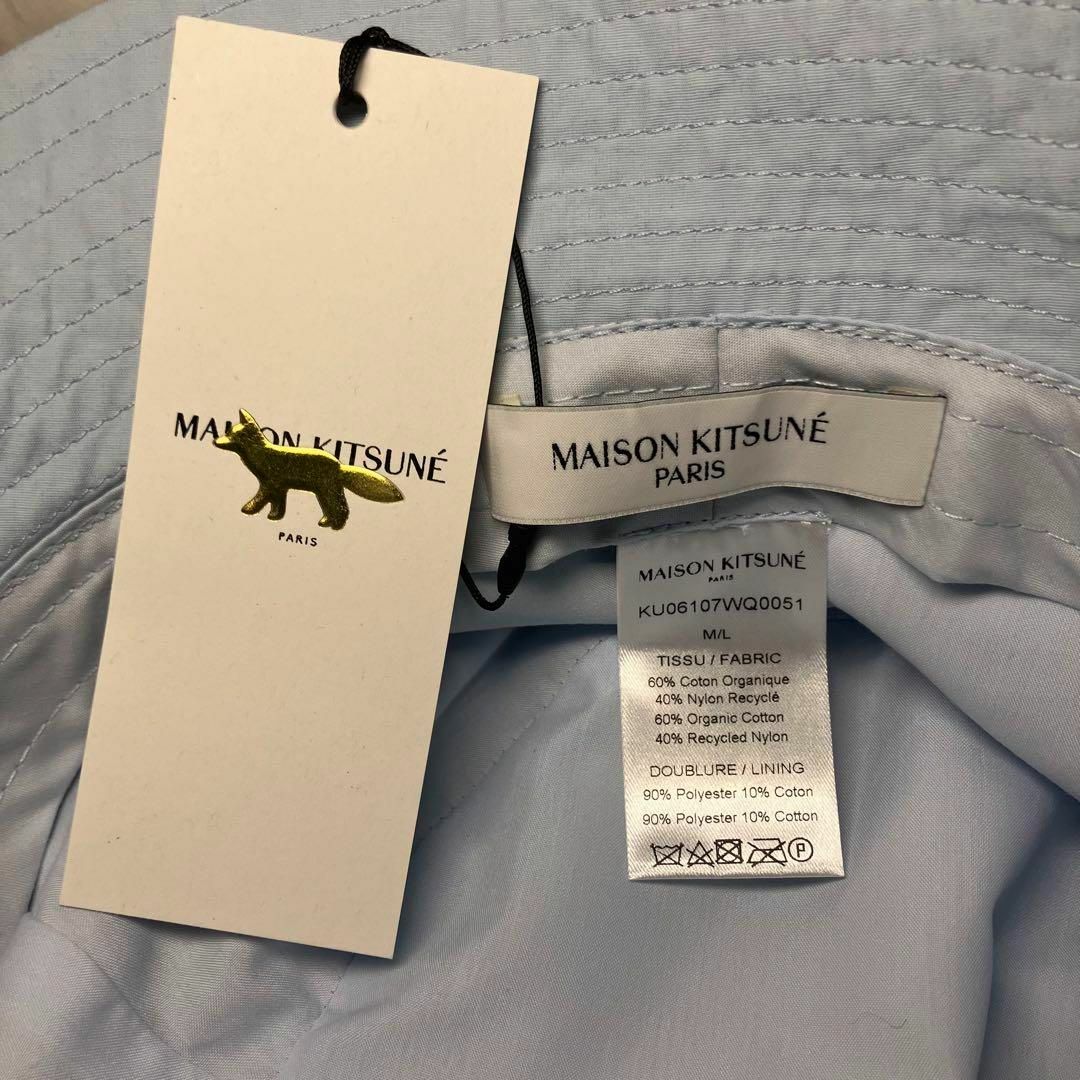 MAISON KITSUNÉ
PARIS
MAISON KITSUNÉ
PARIS
MAISON KITSUNÉ
PARIS
KU06107WQ0051
M/L
TISSU / FABRIC
60% Coton Organique
40% Nylon Recyclé
60% Organic Cotton
40% Recycled Nylon
DOUBLURE / LINING
90% Polyester 10% Coton
90% Polyester 10% Cotton
P